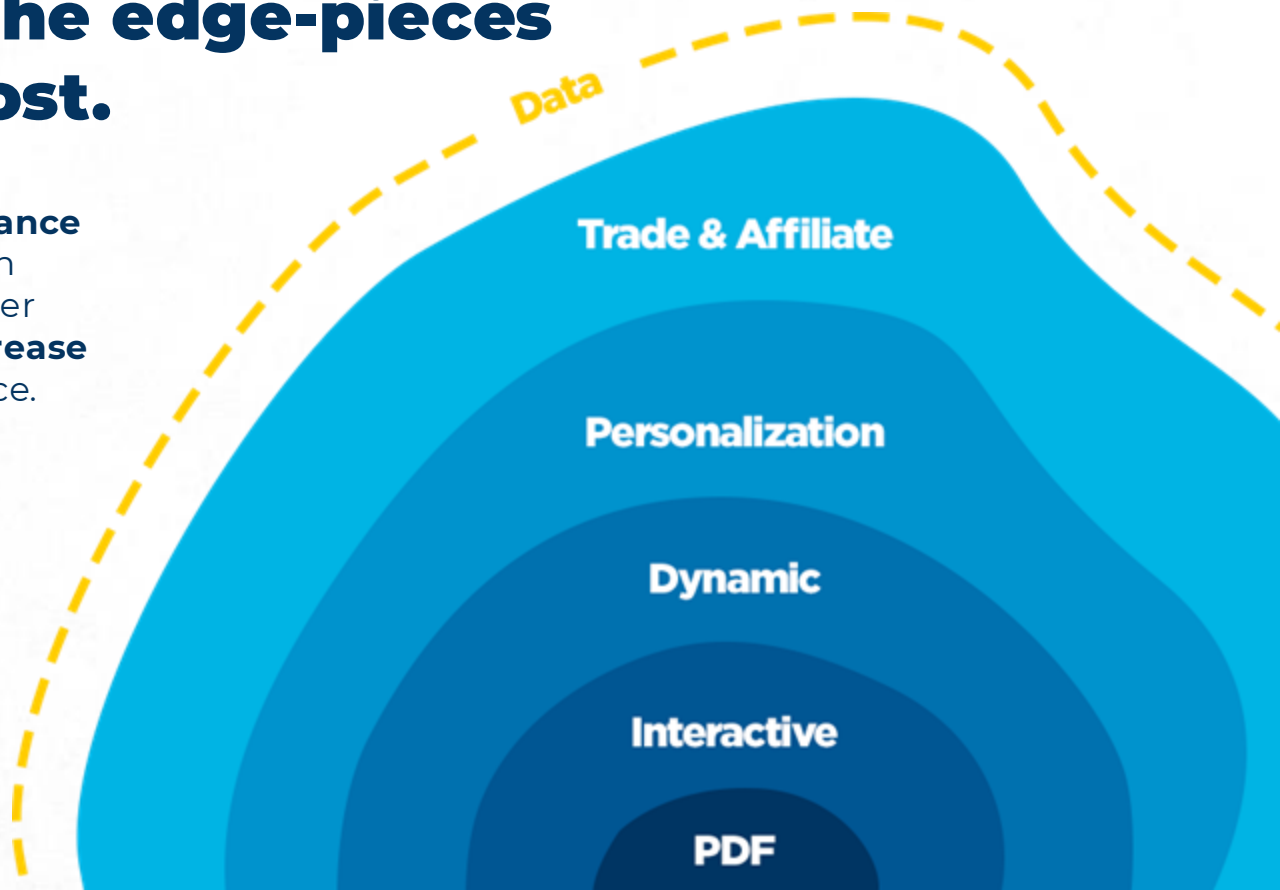 he edge-pieces
ost.
ance
n
er
rease
ce.
Data
Trade & Affiliate
Personalization
Dynamic
Interactive
PDF